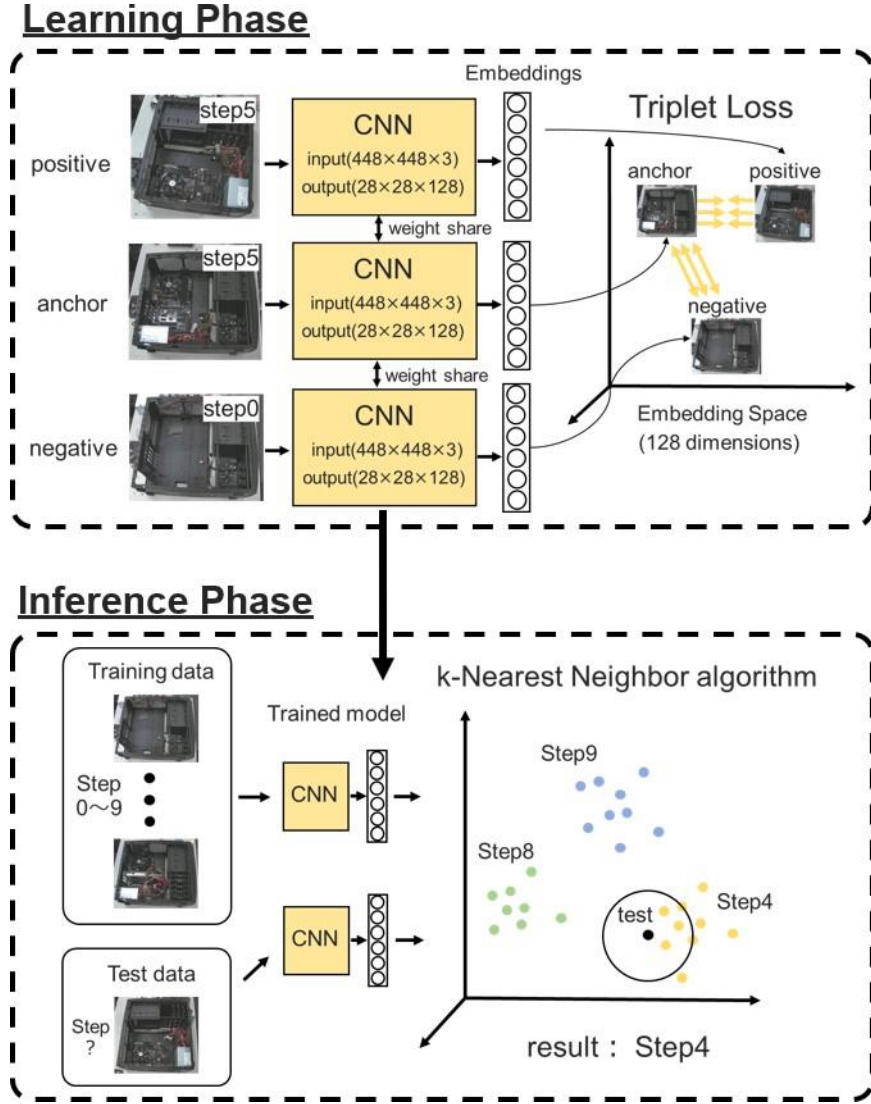 Learning Phase
Embeddings
positive
step5
CNN
input(448×448×3)
output(28×28×128)
weight share
anchor
step5
CNN
input(448×448×3)
output(28×28×128)
weight share
negative
step0
CNN
input(448×448×3)
output(28×28×128)
Triplet Loss
anchor
positive
negative
Embedding Space
(128 dimensions)
Inference Phase
Training data
Step
0～9
Trained model
CNN
CNN
Test data
Step
?
k-Nearest Neighbor algorithm
Step9
Step8
Step4
test
result : Step4